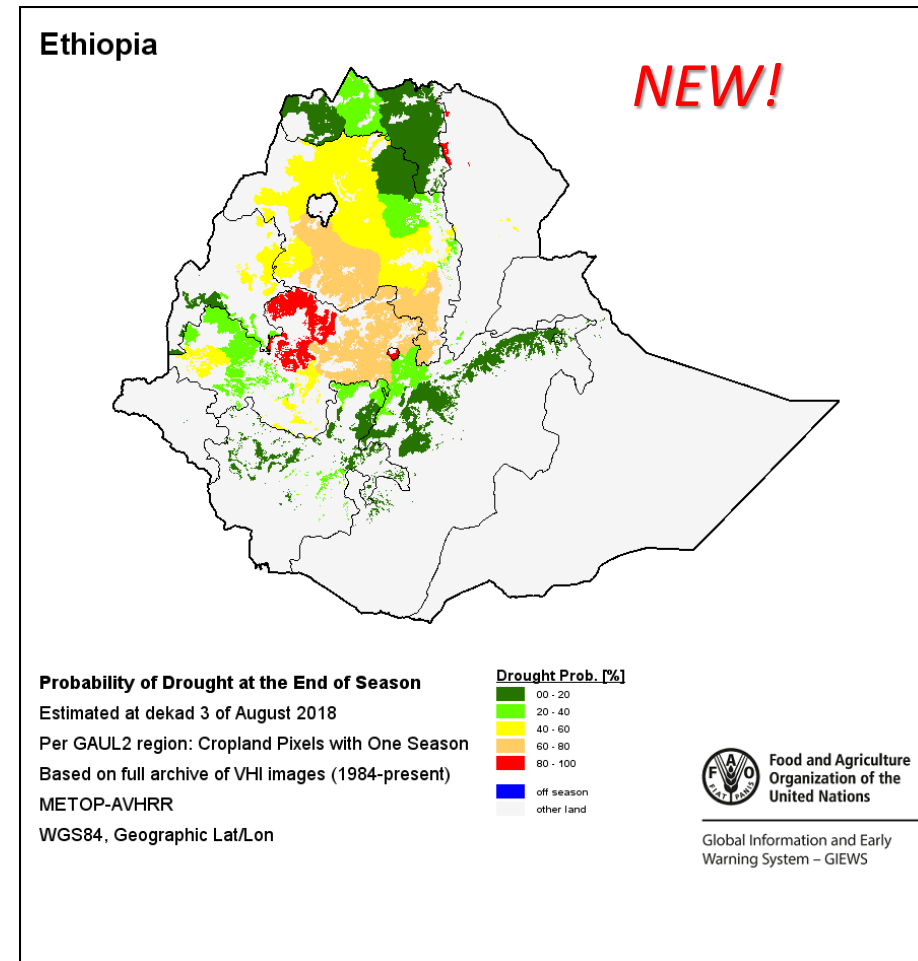 Ethiopia
NEW!
Probability of Drought at the End of Season
Estimated at dekad 3 of August 2018
Per GAUL2 region: Cropland Pixels with One Season
Based on full archive of VHI images (1984-present)
METOP-AVHRR
WGS84, Geographic Lat/Lon
Drought Prob. [%]
00 - 20
20 - 40
40 - 60
60 - 80
80 - 100
off season
other land
F A O
FIAT PANIS
Food and Agriculture
Organization of the
United Nations
Global Information and Early
Warning System – GIEWS